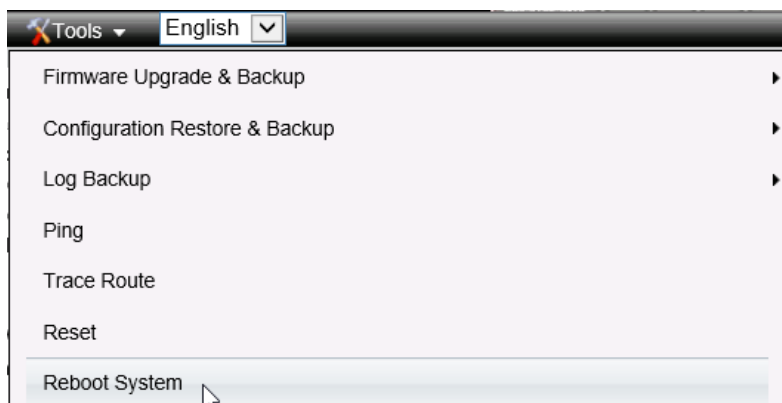 Tools English
Firmware Upgrade & Backup
Configuration Restore & Backup
Log Backup
Ping
Trace Route
Reset
Reboot System